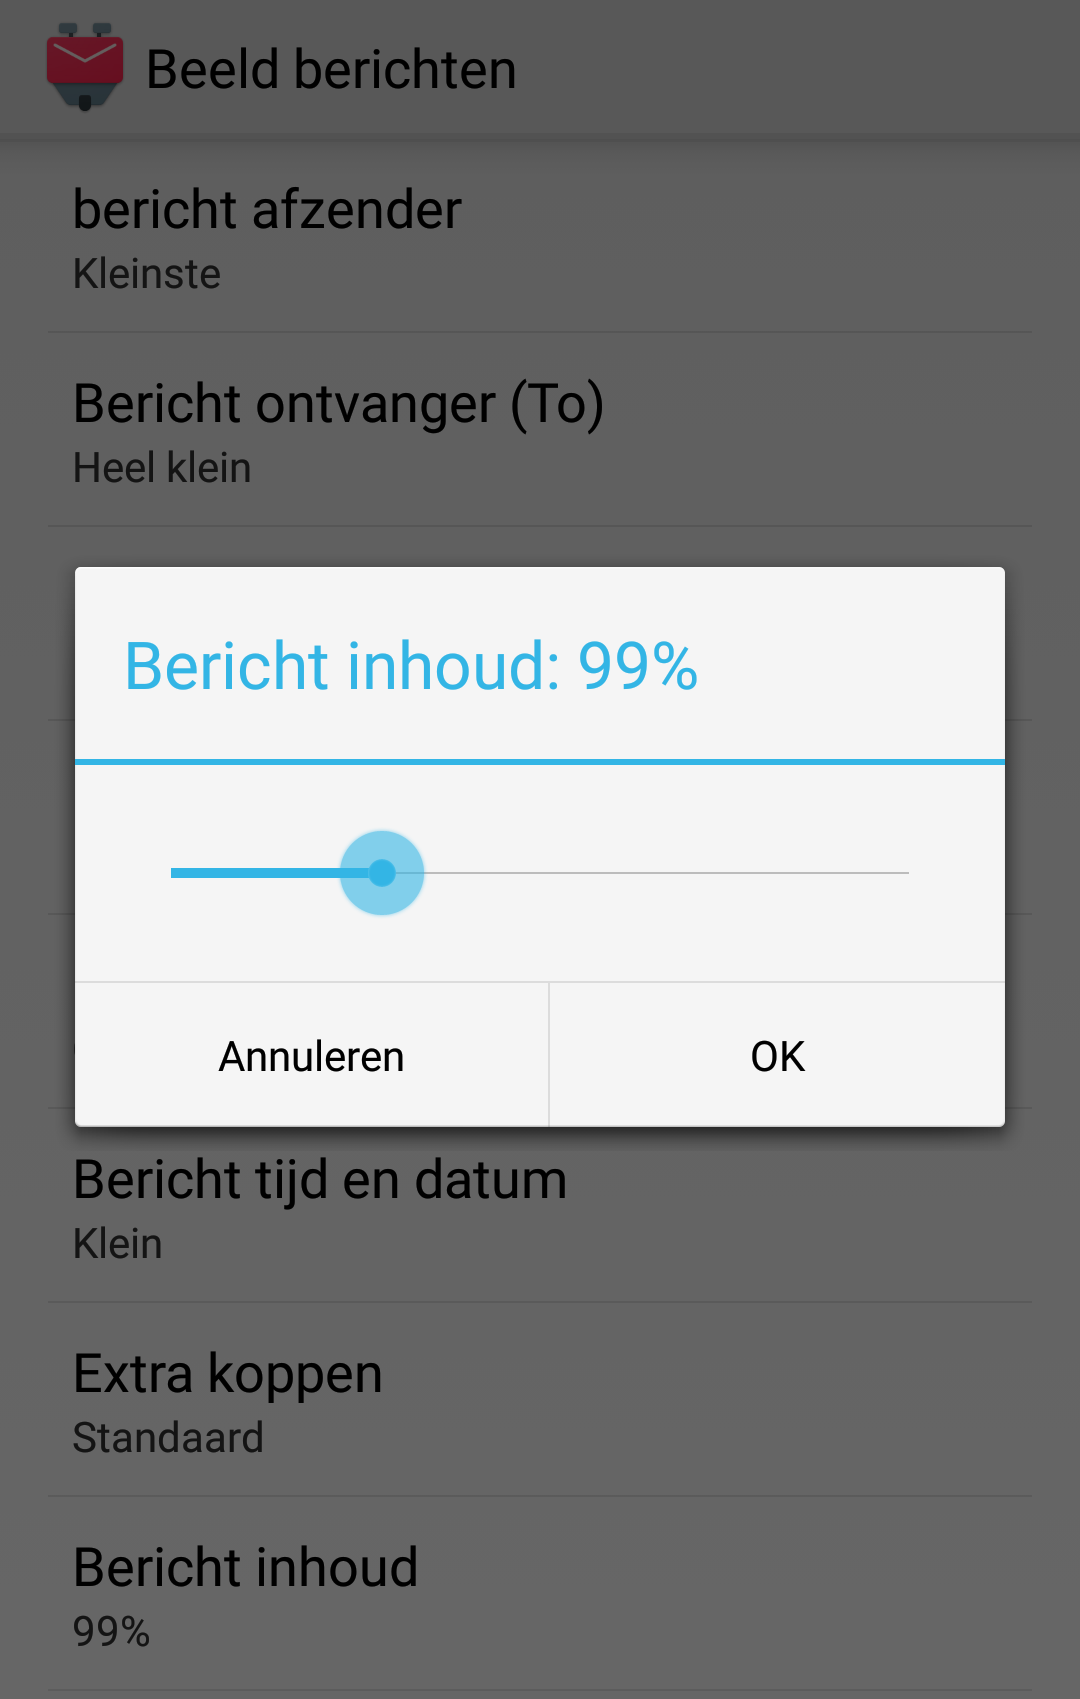 Beeld berichten
bericht afzender
Kleinste
Bericht ontvanger (To)
Heel klein
Bericht inhoud: 99%
Annuleren
OK
Bericht tijd en datum
Klein
Extra koppen
Standaard
Bericht inhoud
99%